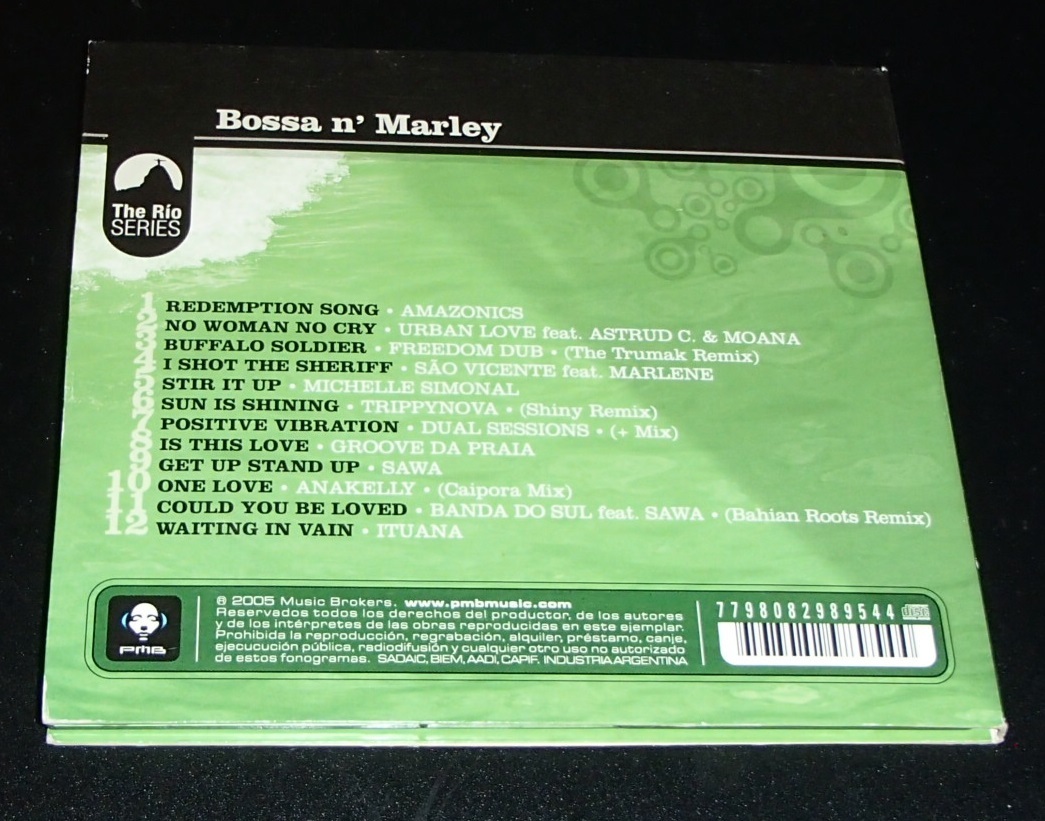 Bossa n' Marley
The Río
SERIES
1 REDEMPTION SONG • AMAZONICS
2 NO WOMAN NO CRY • URBAN LOVE feat. ASTRUD C. & MOANA
3 BUFFALO SOLDIER • FREEDOM DUB • (The Trumak Remix)
4 I SHOT THE SHERIFF • SÃO VICENTE feat. MARLENE
5 STIR IT UP • MICHELLE SIMONAL
6 SUN IS SHINING • TRIPPYNOVA • (Shiny Remix)
7 POSITIVE VIBRATION • DUAL SESSIONS • (+ Mix)
8 IS THIS LOVE • GROOVE DA PRAIA
9 GET UP STAND UP • SAWA
10 ONE LOVE • ANAKELLY • (Caipora Mix)
11 COULD YOU BE LOVED • BANDA DO SUL feat. SAWA • (Bahian Roots Remix)
12 WAITING IN VAIN • ITUANA
PMB
℗ 2005 Music Brokers, www.pmbmusic.com
Reservados todos los derechos del productor, de los autores
y de los intérpretes de las obras reproducidas en este ejemplar.
Prohibida la reproducción, regrabación, alquiler, préstamo, canje,
ejecucución pública, radiodifusión y cualquier otro uso no autorizado
de estos fonogramas. SADAIC, BIEM, AADI, CAPIF, INDUSTRIA ARGENTINA
7798082989544